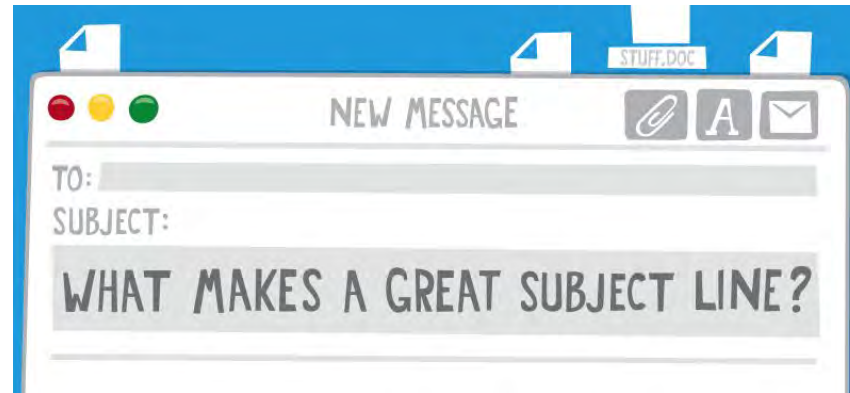 STUFF.DOC
NEW MESSAGE
A
TO:
SUBJECT:
WHAT MAKES A GREAT SUBJECT LINE?